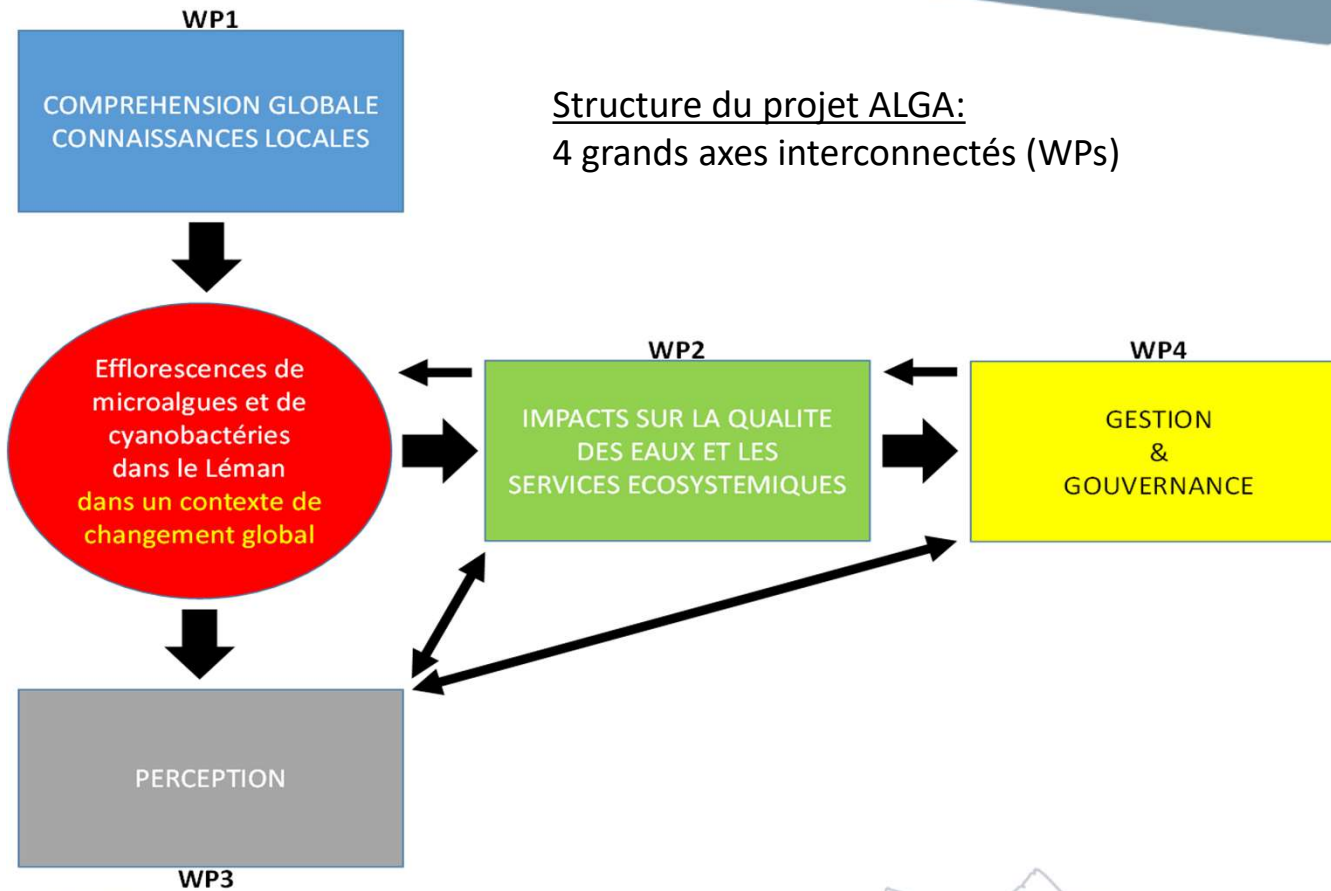 WP1
COMPREHENSION GLOBALE
CONNAISSANCES LOCALES
Structure du projet ALGA:
4 grands axes interconnectés (WPs)
Efflorescences de
microalgues et de
cyanobactéries
dans le Léman
dans un contexte de
changement global
WP2
IMPACTS SUR LA QUALITE
DES EAUX ET LES
SERVICES ECOSYSTEMIQUES
WP4
GESTION
&
GOUVERNANCE
PERCEPTION
WP3